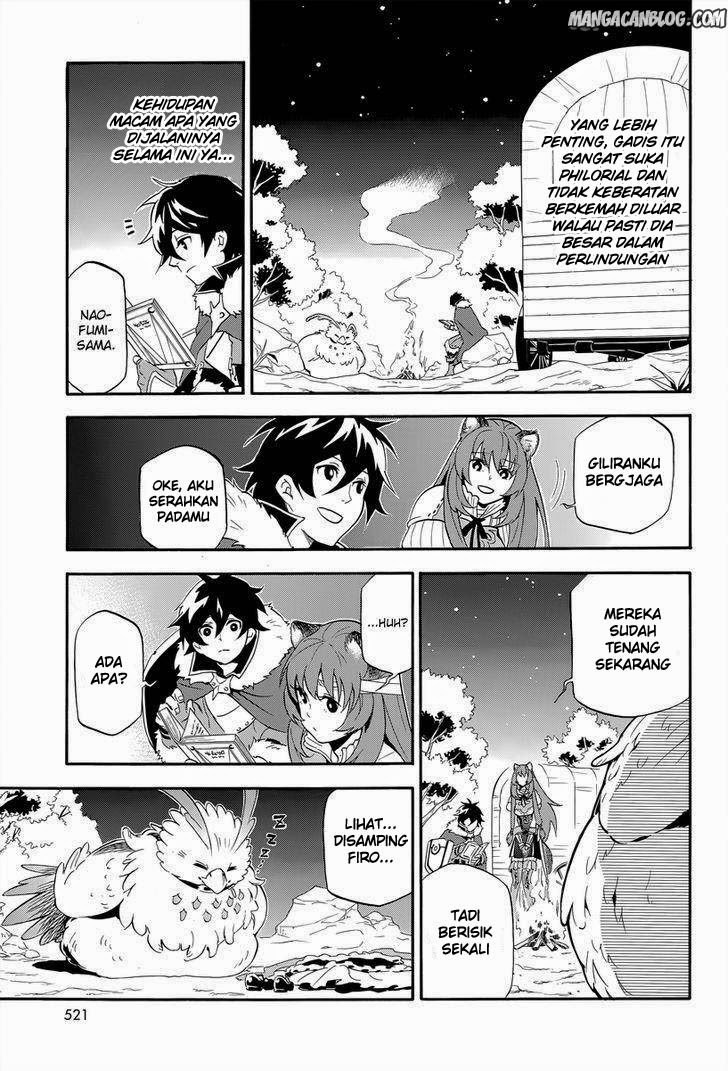 MANGACANBLOG.COM
YANG LEBIH
PENTING, GADIS ITU
SANGAT SUKA
PHILORIAL DAN
TIDAK KEBERATAN
BERKEMAH DILUAR
WALAU PASTI DIA
BESAR DALAM
PERLINDUNGAN
KEHIDUPAN
MACAM APA YANG
DIJALANINYA
SELAMA INI YA...
NAO-
FUMI-
SAMA.
GILIRANKU
BERGJAGA
OKE, AKU
SERAHKAN
PADAMU
MEREKA
SUDAH
TENANG
SEKARANG
TADI
BERISIK
SEKALI
...HUH?
ADA
APA?
LIHAT...
DISAMPING
FIRO...
Z
Z
Z
521